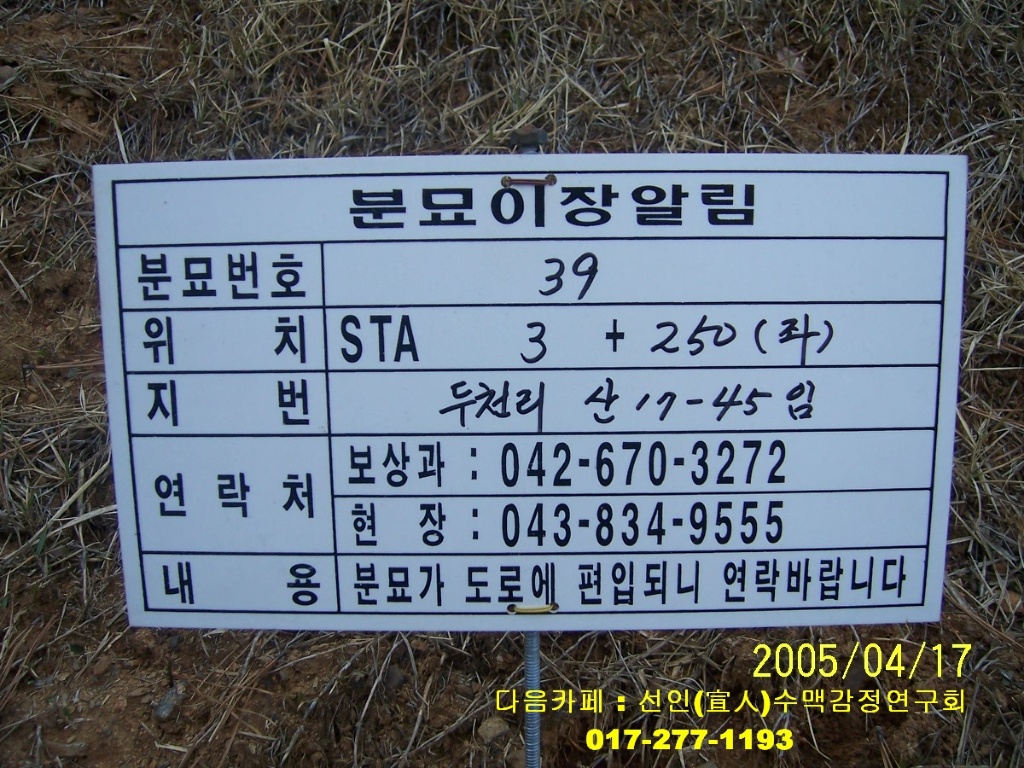 분묘이장알림
분묘번호 39
위 치 STA 3 + 250 (좌)
지 번 두천리 산 17-45 임
연 락 처 보상과 : 042-670-3272
현 장 : 043-834-9555
내 용 분묘가 도로에 편입되니 연락바랍니다
2005/04/17
다음카페 : 선인(宣人)수맥감정연구회
017-277-1193